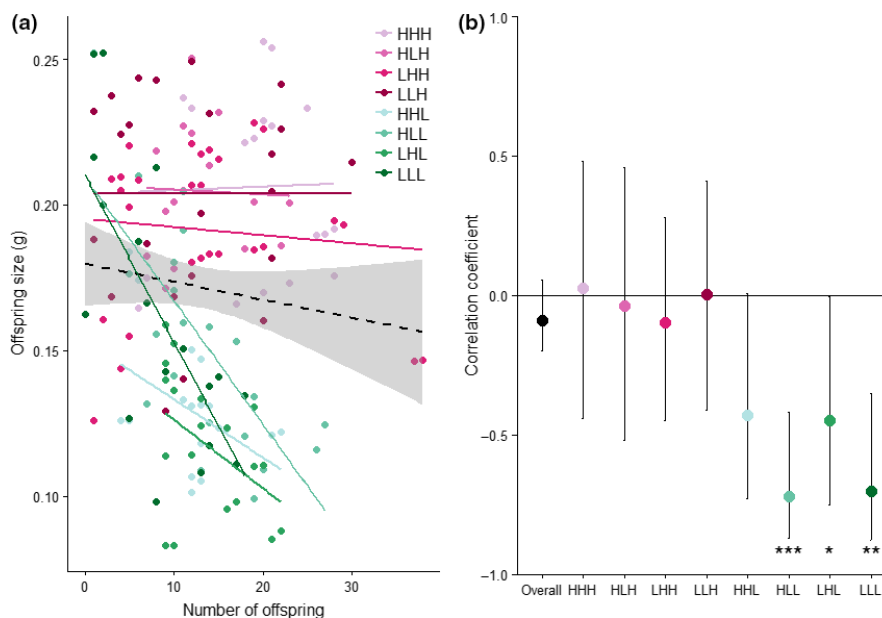 (a)
0.25
0.20
0.15
0.10
Offspring size (g)
0
10
20
30
Number of offspring
HHH
HLH
LHH
LLH
HHL
HLL
LHL
LLL
(b)
1.0
0.5
0.0
−0.5
−1.0
Correlation coefficient
***
*
**
Overall HHH HLH LHH LLH HHL HLL LHL LLL